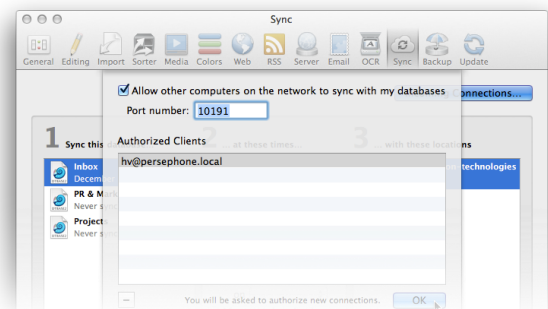 Sync
General Editing Import Sorter Media Colors Web RSS Server Email OCR Sync Backup Update
Allow other computers on the network to sync with my databases
Connections...
Port number: 10191
1 Sync this 2 ... at these times... 3 ...with these locations
Authorized Clients
hv@persephone.local
Inbox
technologies
PR &
Never
Project
Never
You will be asked to authorize new connections.
OK